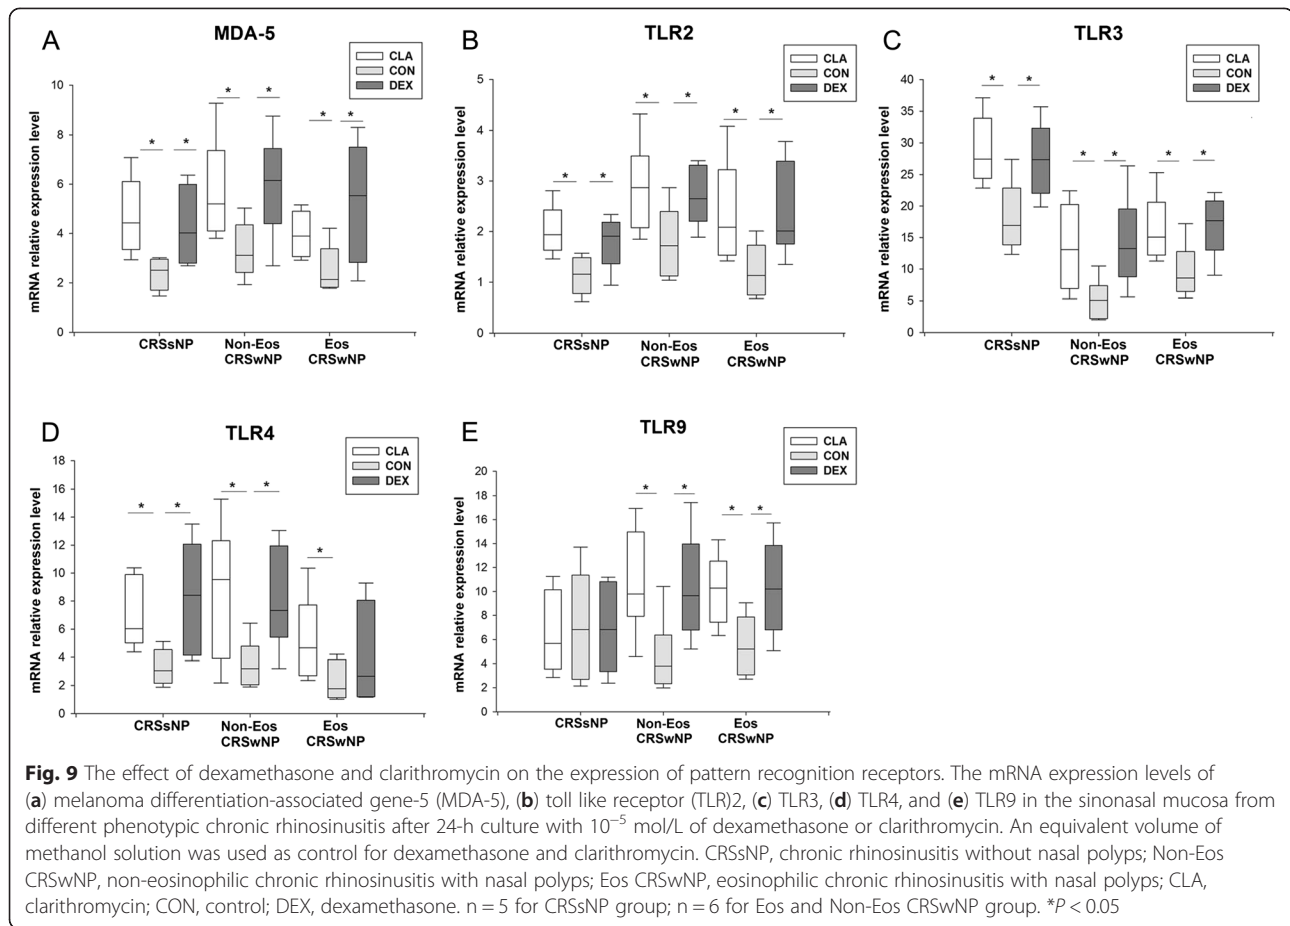 A
MDA-5
CLA
CON
DEX
mRNA relative expression level
10
8
6
4
2
0
* * * * * *
CRSsNP
Non-Eos
CRSwNP
Eos
CRSwNP
B
TLR2
CLA
CON
DEX
mRNA relative expression level
5
4
3
2
1
0
* * * * * *
CRSsNP
Non-Eos
CRSwNP
Eos
CRSwNP
C
TLR3
CLA
CON
DEX
mRNA relative expression level
40
35
30
25
20
15
10
5
0
* * * * * *
CRSsNP
Non-Eos
CRSwNP
Eos
CRSwNP
D
TLR4
CLA
CON
DEX
mRNA relative expression level
18
16
14
12
10
8
6
4
2
0
* * * * *
CRSsNP
Non-Eos
CRSwNP
Eos
CRSwNP
E
TLR9
CLA
CON
DEX
mRNA relative expression level
20
18
16
14
12
10
8
6
4
2
0
* * * *
CRSsNP
Non-Eos
CRSwNP
Eos
CRSwNP
Fig. 9 The effect of dexamethasone and clarithromycin on the expression of pattern recognition receptors. The mRNA expression levels of
(a) melanoma differentiation-associated gene-5 (MDA-5), (b) toll like receptor (TLR)2, (c) TLR3, (d) TLR4, and (e) TLR9 in the sinonasal mucosa from
different phenotypic chronic rhinosinusitis after 24-h culture with 10⁻⁵ mol/L of dexamethasone or clarithromycin. An equivalent volume of
methanol solution was used as control for dexamethasone and clarithromycin. CRSsNP, chronic rhinosinusitis without nasal polyps; Non-Eos
CRSwNP, non-eosinophilic chronic rhinosinusitis with nasal polyps; Eos CRSwNP, eosinophilic chronic rhinosinusitis with nasal polyps; CLA,
clarithromycin; CON, control; DEX, dexamethasone. n = 5 for CRSsNP group; n = 6 for Eos and Non-Eos CRSwNP group. *P < 0.05